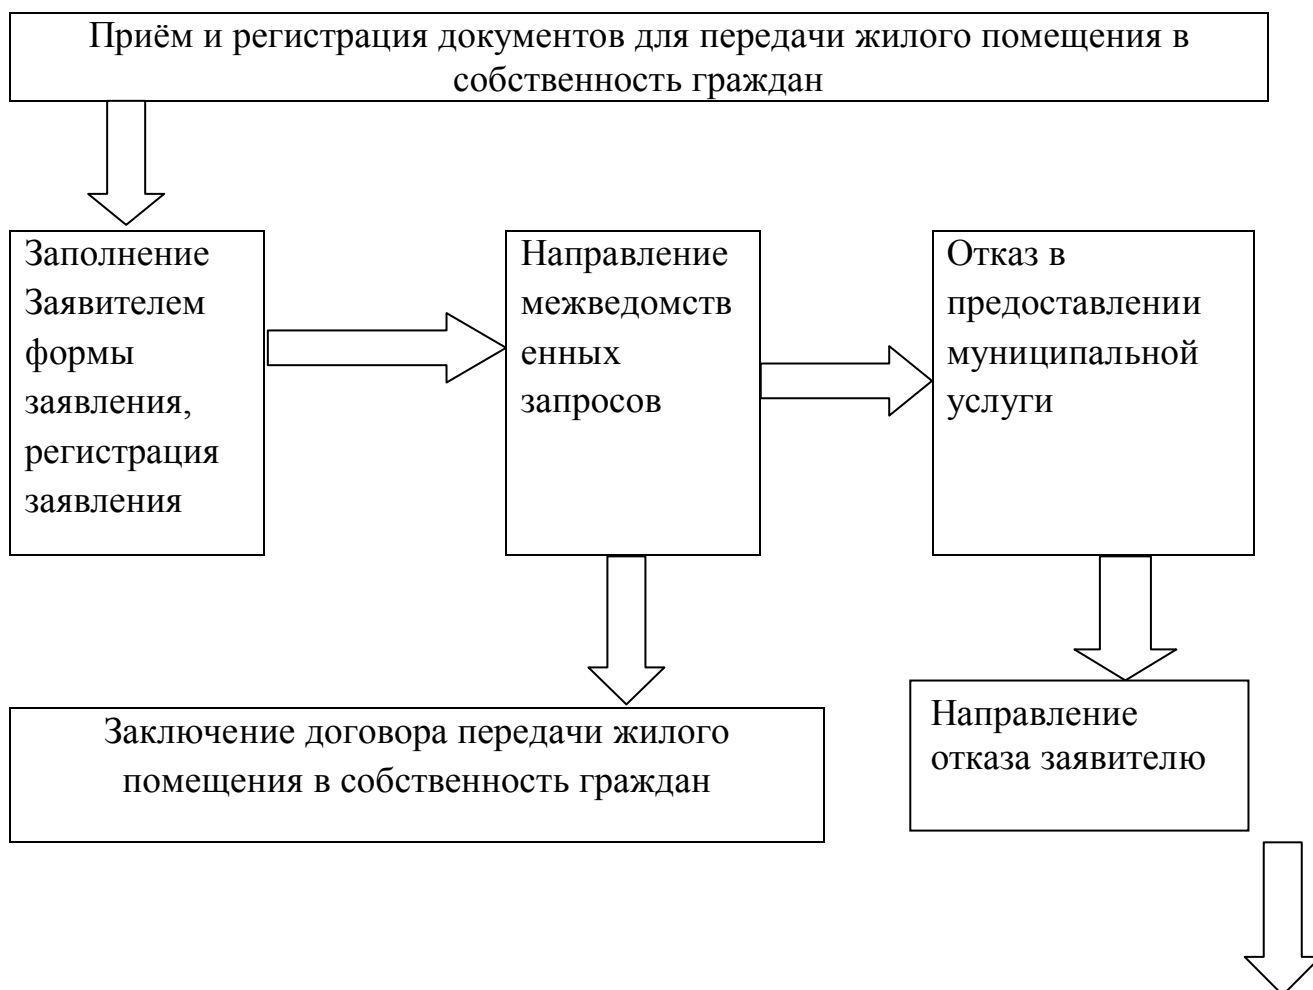 Приём и регистрация документов для передачи жилого помещения в
собственность граждан
Заполнение
Заявителем
формы
заявления,
регистрация
заявления
Направление
межведомств
енных
запросов
Отказ в
предоставлении
муниципальной
услуги
Заключение договора передачи жилого
помещения в собственность граждан
Направление
отказа заявителю